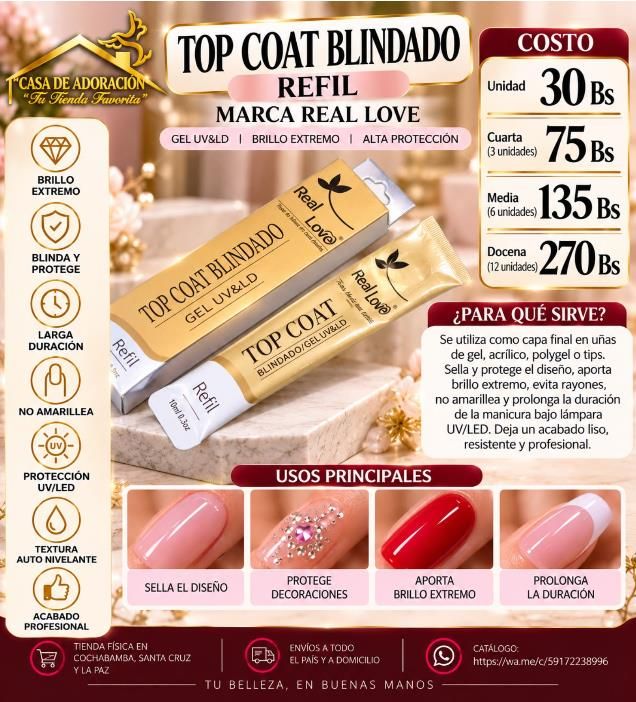 "CASA DE ADORACIÓN"
"Tu Tienda Favorita"
TOP COAT BLINDADO
REFIL
MARCA REAL LOVE
GEL UV&LD | BRILLO EXTREMO | ALTA PROTECCIÓN
COSTO
Unidad 30 Bs
Cuarta
(3 unidades) 75 Bs
Media
(6 unidades) 135 Bs
Docena
(12 unidades) 270 Bs
BRILLO
EXTREMO
BLINDA Y
PROTEGE
LARGA
DURACIÓN
NO AMARILLEA
UV
PROTECCIÓN
UV/LED
TEXTURA
AUTO NIVELANTE
ACABADO
PROFESIONAL
Real
Love®
TOP COAT BLINDADO
GEL UV&LD
Refil
Real Love®
TOP COAT
BLINDADO/GEL UV&LD
Refil
10ml 0.3oz
¿PARA QUÉ SIRVE?
Se utiliza como capa final en uñas
de gel, acrílico, polygel o tips.
Sella y protege el diseño, aporta
brillo extremo, evita rayones,
no amarillea y prolonga la duración
de la manicura bajo lámpara
UV/LED. Deja un acabado liso,
resistente y profesional.
USOS PRINCIPALES
SELLA EL DISEÑO
PROTEGE
DECORACIONES
APORTA
BRILLO EXTREMO
PROLONGA
LA DURACIÓN
TIENDA FÍSICA EN
COCHABAMBA, SANTA CRUZ
Y LA PAZ
ENVÍOS A TODO
EL PAÍS Y A DOMICILIO
CATÁLOGO:
https://wa.me/c/59172238996
TU BELLEZA, EN BUENAS MANOS